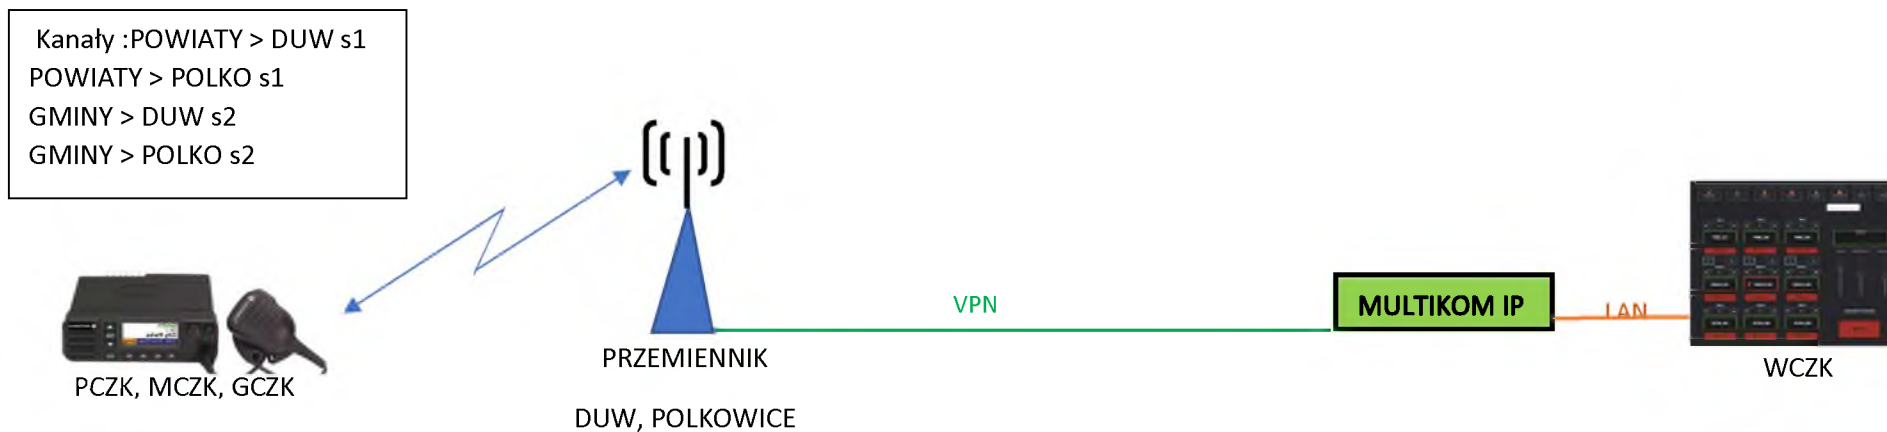 Kanały :POWIATY > DUW s1
POWIATY > POLKO s1
GMINY > DUW s2
GMINY > POLKO s2
VPN
MULTIKOM IP
LAN
PRZEMIENNIK
WCZK
PCZK, MCZK, GCZK
DUW, POLKOWICE